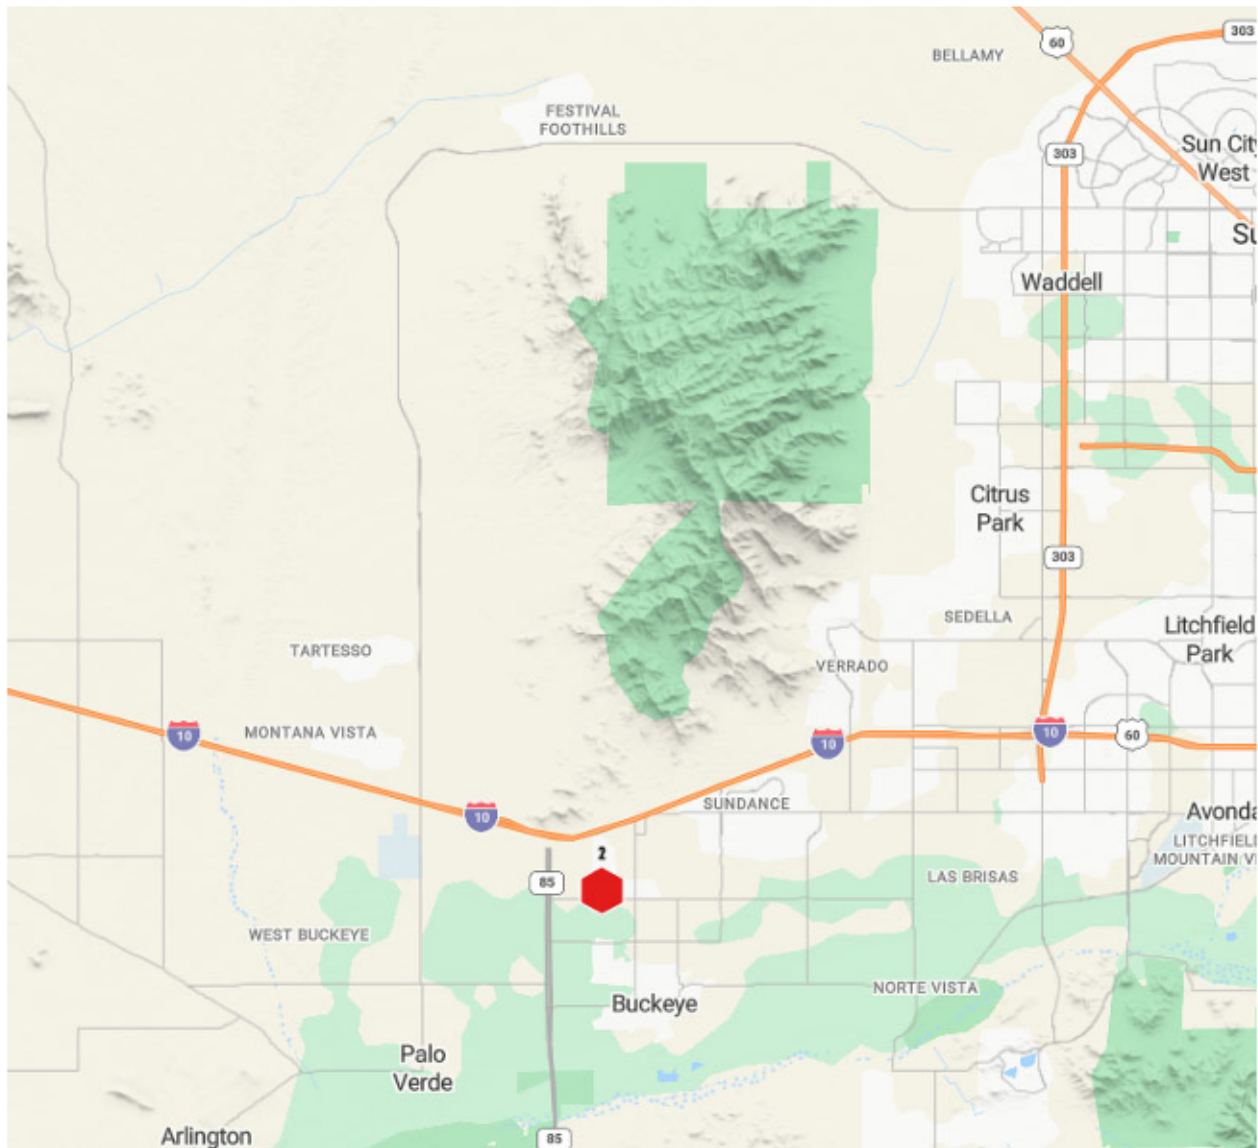 303
60
BELLAMY
FESTIVAL
FOOTHILLS
Sun City
West
303
Su
Waddell
Citrus
Park
303
SEDELLA
Litchfield
Park
TARTESSO
VERRADO
10
MONTANA VISTA
10
10
60
10
SUNDANCE
Avonda
LITCHFIEL
MOUNTAIN V
2
85
LAS BRISAS
WEST BUCKEYE
NORTE VISTA
Buckeye
Palo
Verde
Arlington
85